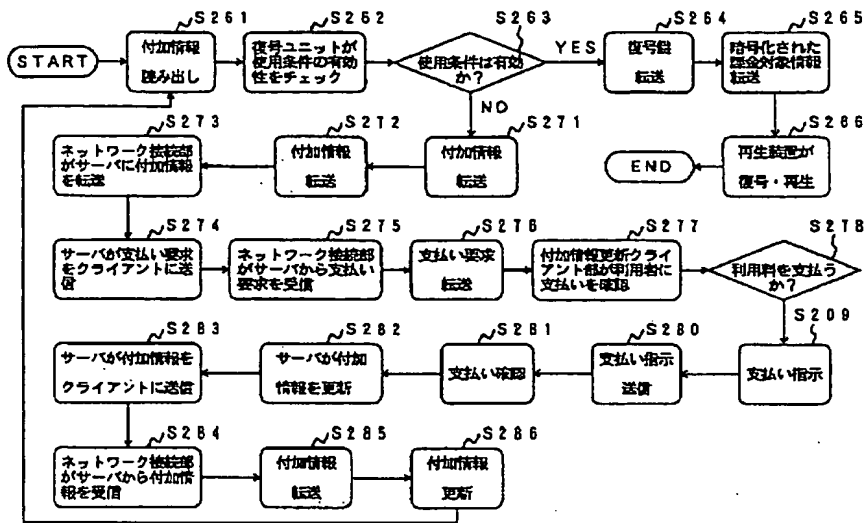 START
S261
付加情報
読み出し
S262
復号ユニットが
使用条件の有効
性をチェック
S263
使用条件は有効
か?
YES
NO
S264
復号鍵
転送
S265
暗号化された
課金対象情報
転送
S266
再生装置が
復号・再生
END
S271
付加情報
転送
S272
付加情報
転送
S273
ネットワーク接続部
がサーバに付加情報
を転送
S274
サーバが支払い要求
をクライアントに送
信
S275
ネットワーク接続部
がサーバから支払い
要求を受信
S276
支払い要求
転送
S277
付加情報更新クライ
アント部が利用者に
支払いを確認
S278
利用料を支払う
か?
S209
支払い指示
S280
支払い指示
送信
S281
支払い確認
S282
サーバが付加
情報を更新
S283
サーバが付加情報を
クライアントに送信
S284
ネットワーク接続部
がサーバから付加情
報を受信
S285
付加情報
転送
S286
付加情報
更新